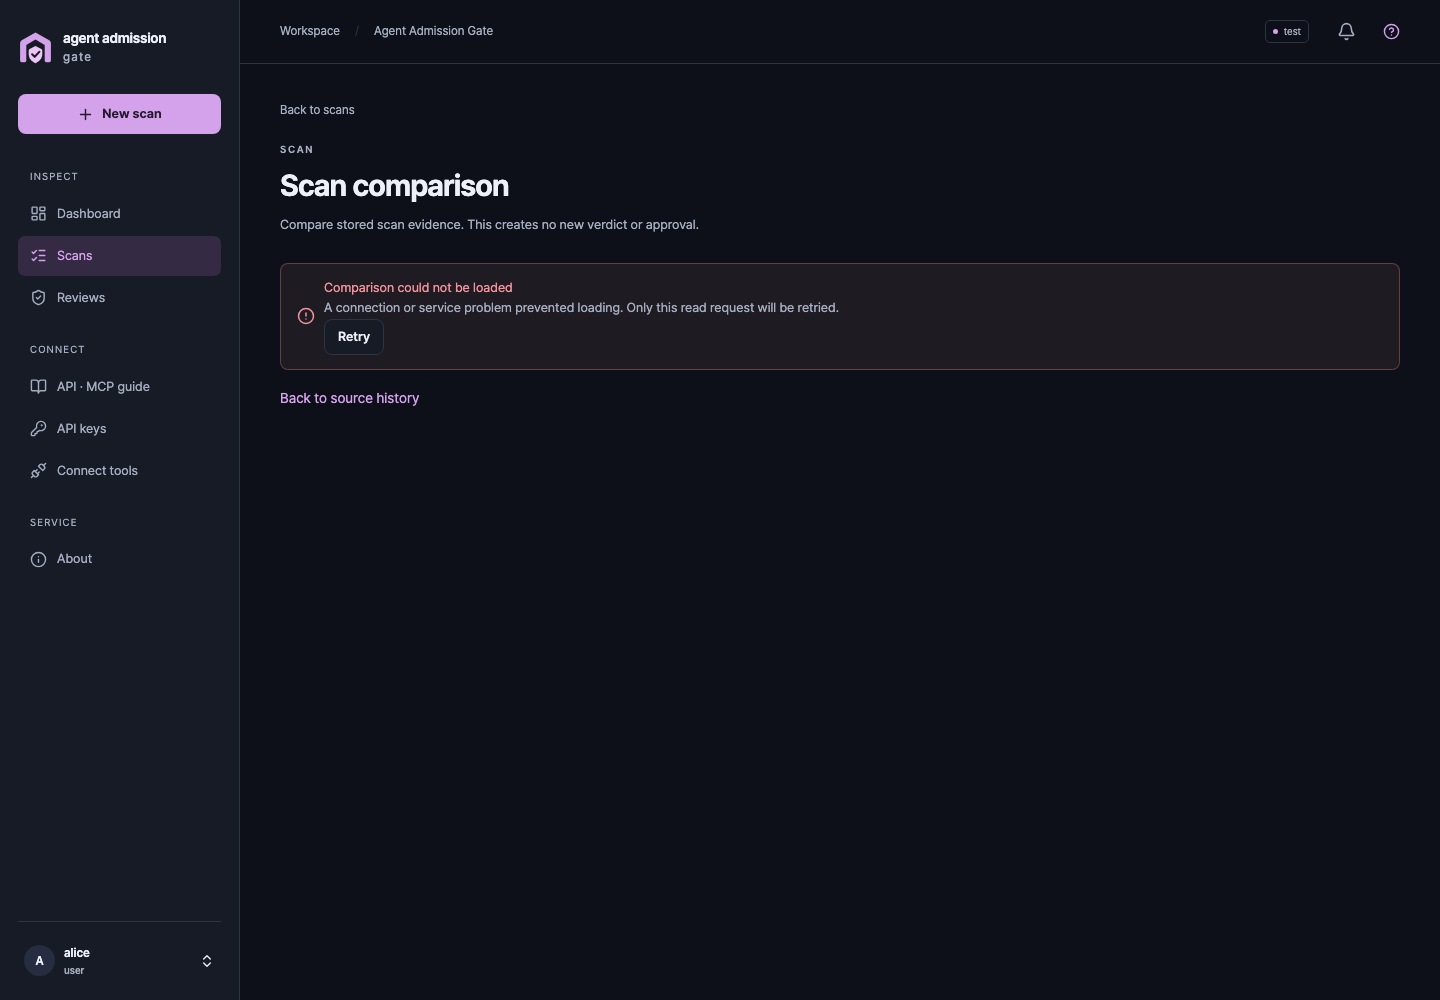 agent admission
gate
New scan
INSPECT
Dashboard
Scans
Reviews
CONNECT
API · MCP guide
API keys
Connect tools
SERVICE
About
A
alice
user
Workspace / Agent Admission Gate
test
Back to scans
SCAN
Scan comparison
Compare stored scan evidence. This creates no new verdict or approval.
Comparison could not be loaded
A connection or service problem prevented loading. Only this read request will be retried.
Retry
Back to source history